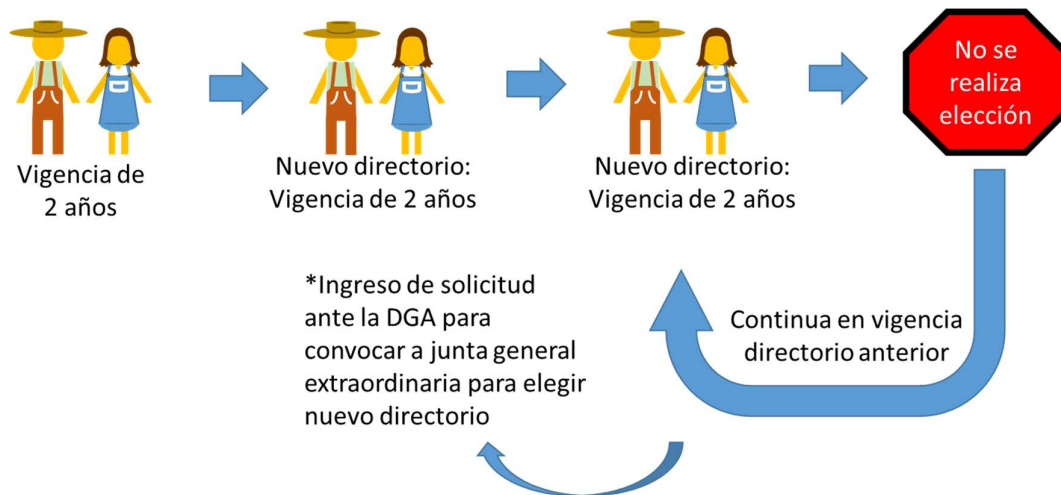 No se
realiza
elección
Vigencia de
2 años
Nuevo directorio:
Vigencia de 2 años
Nuevo directorio:
Vigencia de 2 años
*Ingreso de solicitud
ante la DGA para
convocar a junta general
extraordinaria para elegir
nuevo directorio
Continua en vigencia
directorio anterior